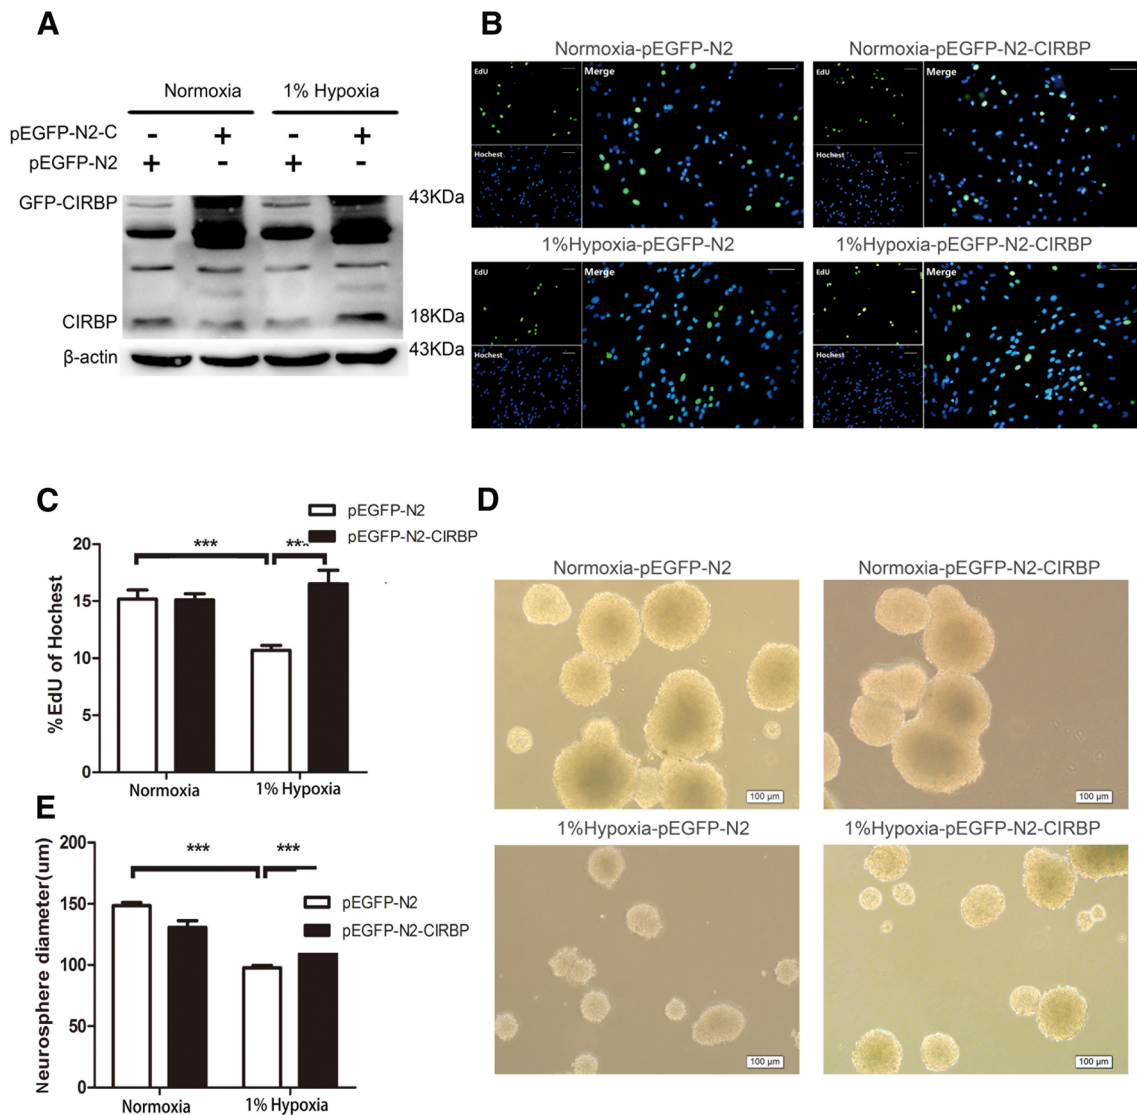 A
Normoxia 1% Hypoxia
pEGFP-N2-C - + - +
pEGFP-N2 + - + -
GFP-CIRBP 43KDa
CIRBP 18KDa
β-actin 43KDa
B
Normoxia-pEGFP-N2
EdU
Merge
Hochest
Normoxia-pEGFP-N2-CIRBP
EdU
Merge
Hochest
1%Hypoxia-pEGFP-N2
EdU
Merge
Hochest
1%Hypoxia-pEGFP-N2-CIRBP
EdU
Merge
Hochest
C
pEGFP-N2
pEGFP-N2-CIRBP
*** ***
%EdU of Hochest
20
15
10
5
0
Normoxia 1% Hypoxia
D
Normoxia-pEGFP-N2
100 μm
Normoxia-pEGFP-N2-CIRBP
100 μm
1%Hypoxia-pEGFP-N2
100 μm
1%Hypoxia-pEGFP-N2-CIRBP
100 μm
E
*** ***
pEGFP-N2
pEGFP-N2-CIRBP
Neurosphere diameter(um)
200
150
100
50
0
Normoxia 1% Hypoxia